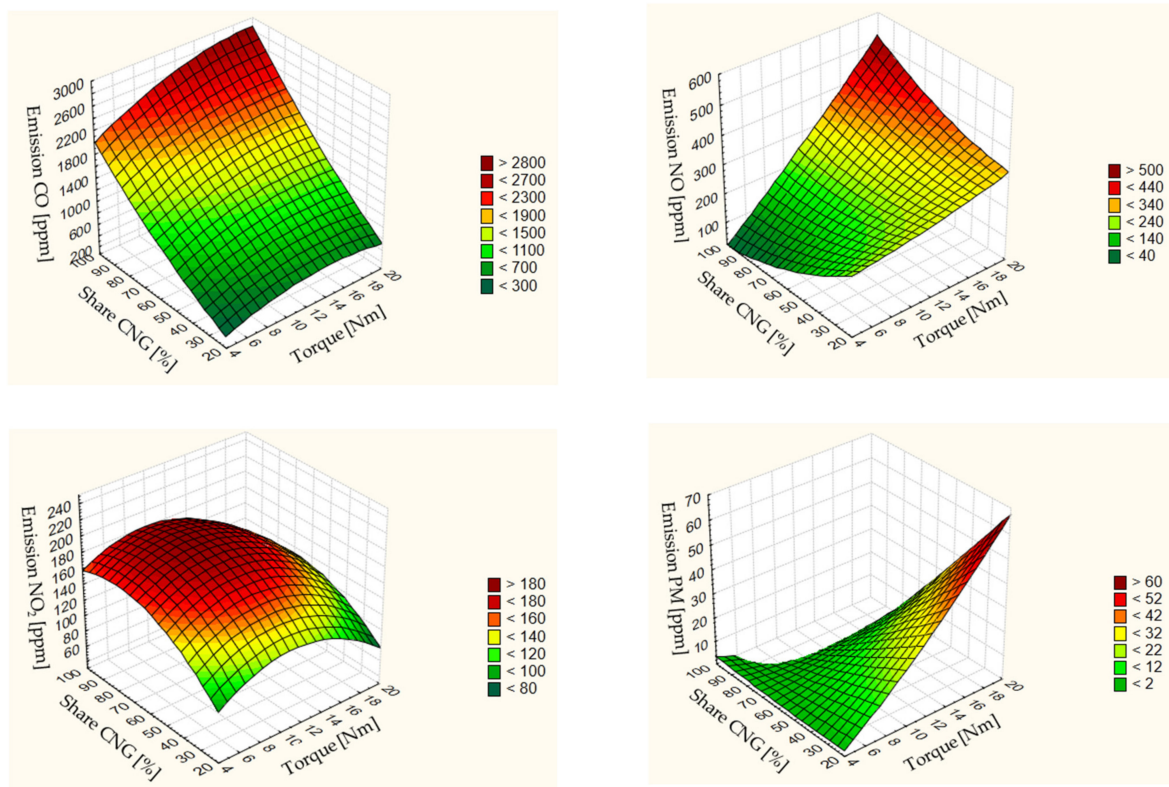 Emission CO [ppm]
3000
2600
2200
1800
1400
1000
600
200
100 90 80 70 60 50 40 30 20
Share CNG [%]
4 6 8 10 12 14 16 18 20
Torque [Nm]
> 2800
< 2700
< 2300
< 1900
< 1500
< 1100
< 700
< 300
Emission NO [ppm]
600
500
400
300
200
100
100 90 80 70 60 50 40 30 20
Share CNG [%]
4 6 8 10 12 14 16 18 20
Torque [Nm]
> 500
< 440
< 340
< 240
< 140
< 40
Emission NO₂ [ppm]
240
220
200
180
160
140
120
100
80
60
100 90 80 70 60 50 40 30 20
Share CNG [%]
4 6 8 10 12 14 16 18 20
Torque [Nm]
> 180
< 180
< 160
< 140
< 120
< 100
< 80
Emission PM [ppm]
70
60
50
40
30
20
10
100 90 80 70 60 50 40 30 20
Share CNG [%]
4 6 8 10 12 14 16 18 20
Torque [Nm]
> 60
< 52
< 42
< 32
< 22
< 12
< 2